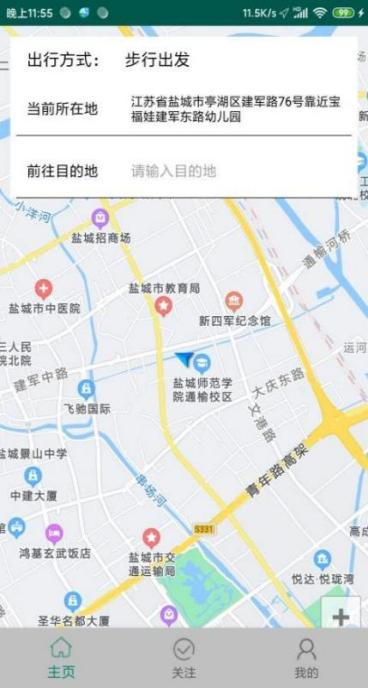 晚上11:55
11.5K/s
99
出行方式： 步行出发
当前所在地
江苏省盐城市亭湖区建军路76号靠近宝
福娃建军东路幼儿园
前往目的地
请输入目的地
小洋河
盐城招商场
通榆河桥
盐城市教育局
盐城市中医院
新四军纪念馆
三人民
院北院
运河
建军中路
盐城师范学
院通榆校区
大庆东路
飞驰国际
文港路
盐城景山中学
青年路高架
中建大厦
串场河
S331
鸿基玄武饭店
盐城市交
通运输局
悦达·悦珑湾
圣华名都大厦
+
主页
关注
我的